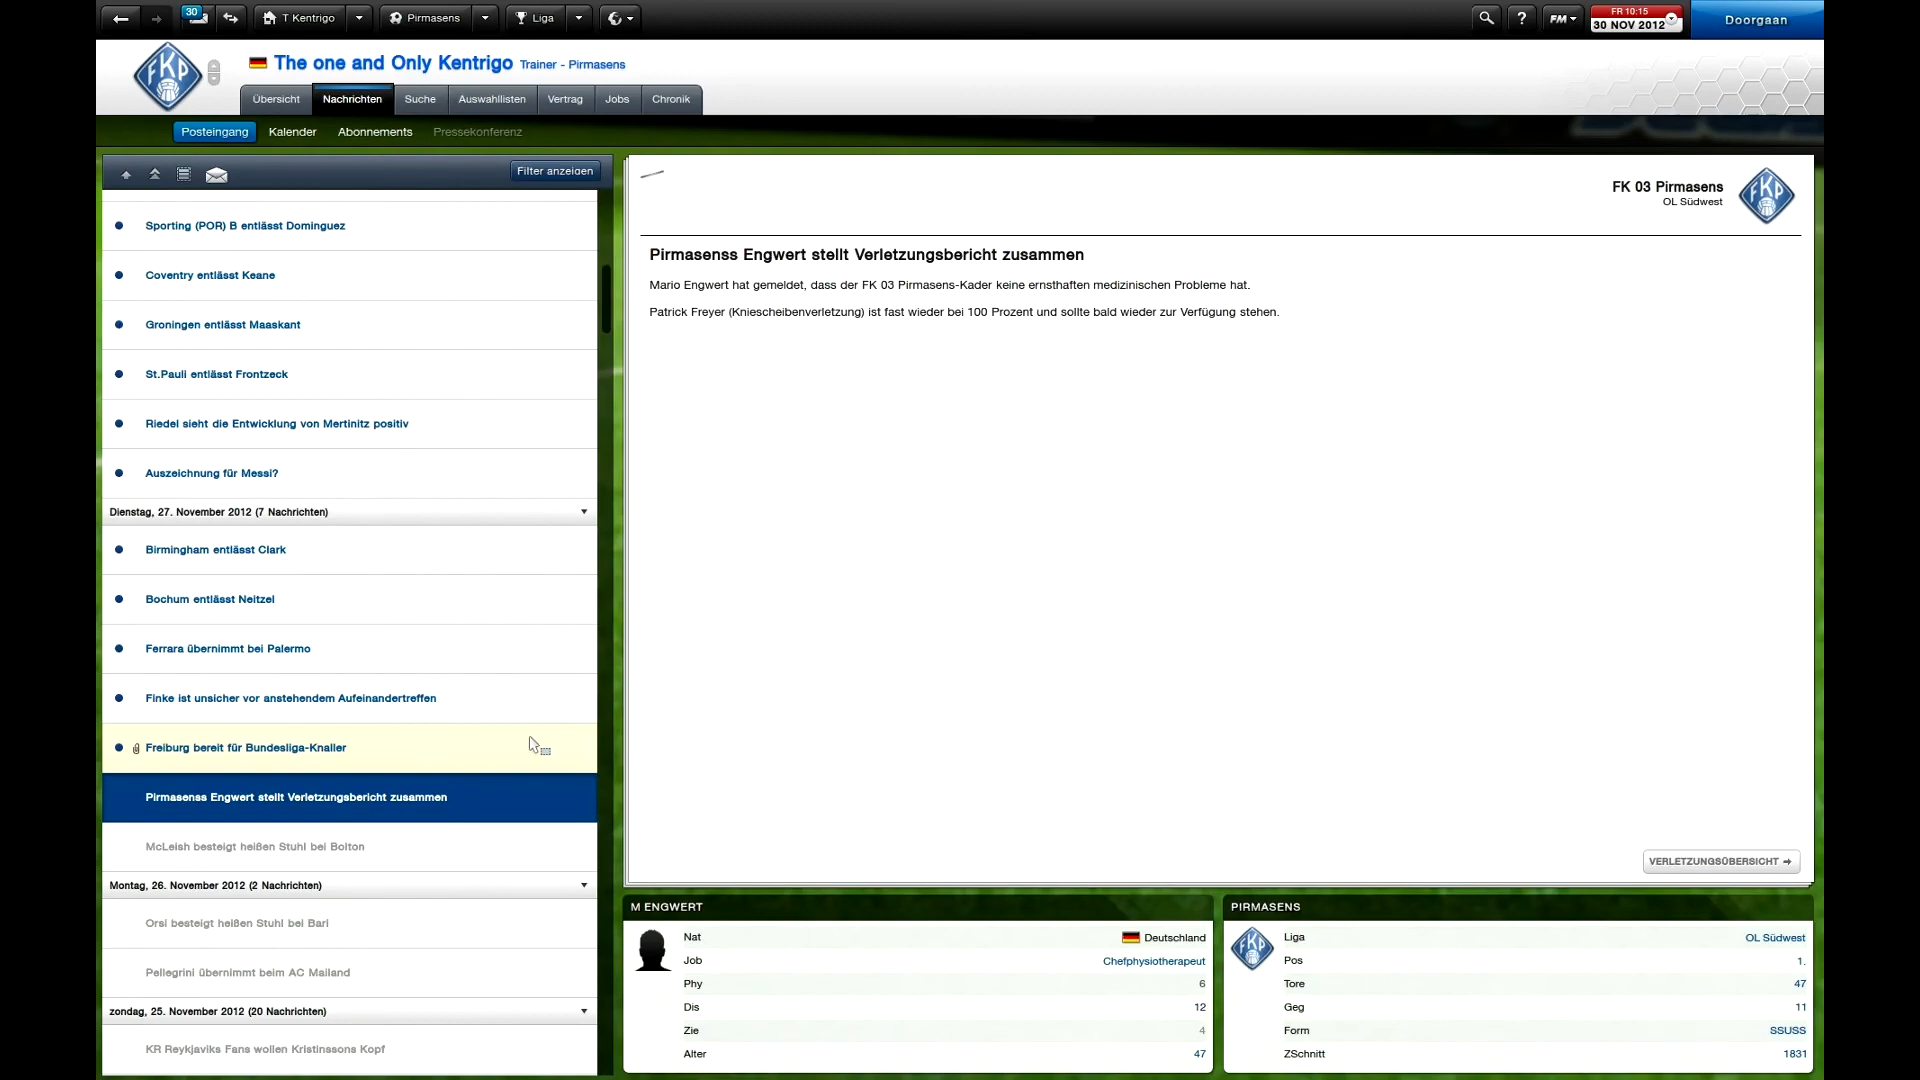 30
T Kentrigo
Pirmasens
Liga
?
FM
FR 10:15
30 NOV 2012
Doorgaan
FKP
The one and Only Kentrigo Trainer - Pirmasens
Übersicht
Nachrichten
Suche
Auswahllisten
Vertrag
Jobs
Chronik
Posteingang
Kalender
Abonnements
Pressekonferenz
Filter anzeigen
Sporting (POR) B entlässt Dominguez
Coventry entlässt Keane
Groningen entlässt Maaskant
St.Pauli entlässt Frontzeck
Riedel sieht die Entwicklung von Mertinitz positiv
Auszeichnung für Messi?
Dienstag, 27. November 2012 (7 Nachrichten)
Birmingham entlässt Clark
Bochum entlässt Neitzel
Ferrara übernimmt bei Palermo
Finke ist unsicher vor anstehendem Aufeinandertreffen
Freiburg bereit für Bundesliga-Knaller
Pirmasenss Engwert stellt Verletzungsbericht zusammen
McLeish besteigt heißen Stuhl bei Bolton
Montag, 26. November 2012 (2 Nachrichten)
Orsi besteigt heißen Stuhl bei Bari
Pellegrini übernimmt beim AC Mailand
zondag, 25. November 2012 (20 Nachrichten)
KR Reykjaviks Fans wollen Kristinssons Kopf
FK 03 Pirmasens
OL Südwest
FKP
Pirmasenss Engwert stellt Verletzungsbericht zusammen
Mario Engwert hat gemeldet, dass der FK 03 Pirmasens-Kader keine ernsthaften medizinischen Probleme hat.
Patrick Freyer (Kniescheibenverletzung) ist fast wieder bei 100 Prozent und sollte bald wieder zur Verfügung stehen.
VERLETZUNGSÜBERSICHT
M ENGWERT
Nat Deutschland
Job Chefphysiotherapeut
Phy 6
Dis 12
Zie 4
Alter 47
PIRMASENS
FKP
Liga OL Südwest
Pos 1.
Tore 47
Geg 11
Form SSUSS
ZSchnitt 1831